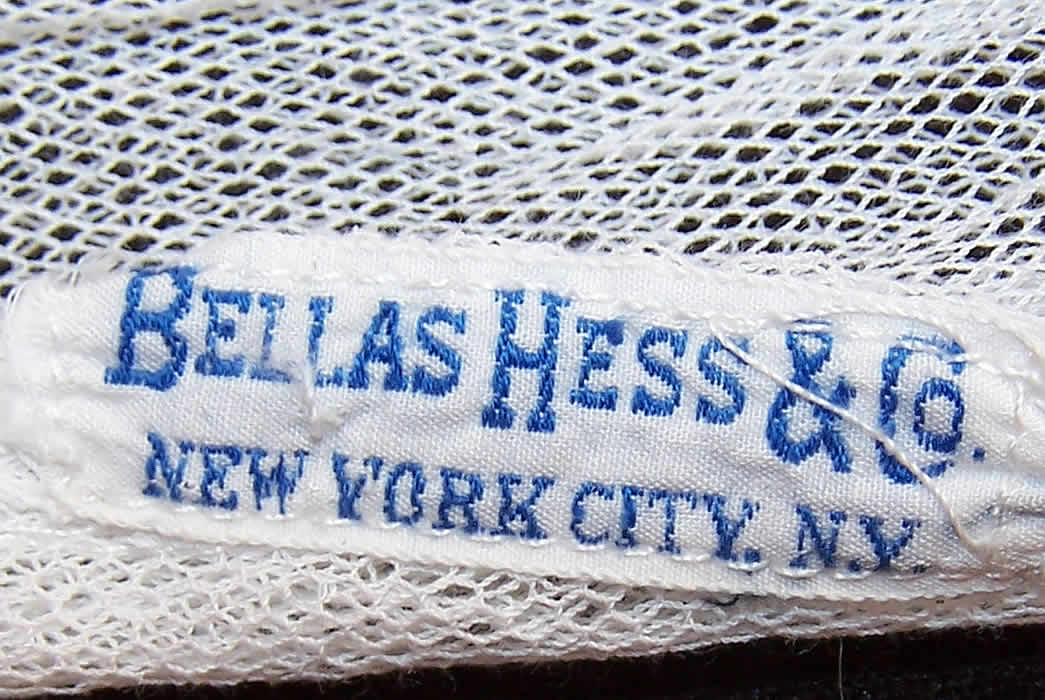 BELLAS HESS & CO.
NEW YORK CITY. N.Y.